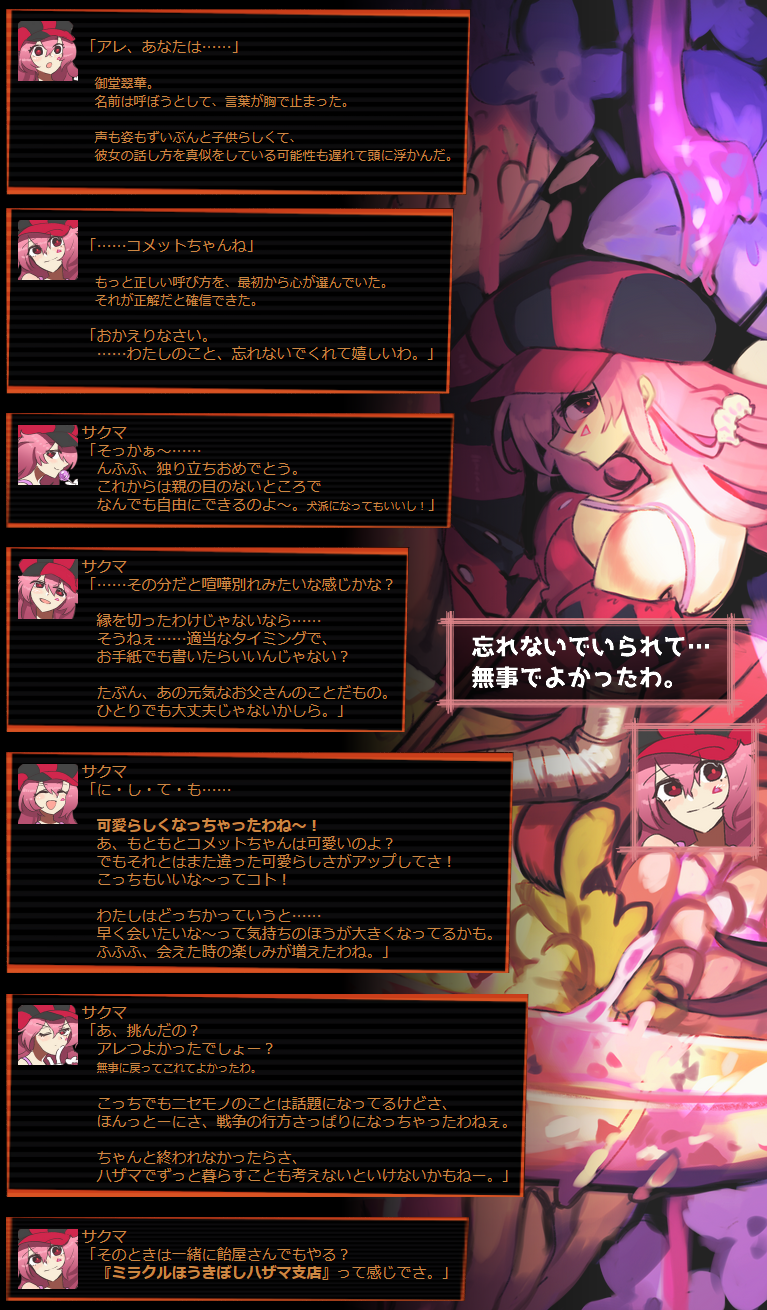 「アレ、あなたは……」
御堂翠華。
名前は呼ぼうとして、言葉が胸で止まった。
声も姿もずいぶんと子供らしくて、
彼女の話し方を真似をしている可能性も遅れて頭に浮かんだ。
「……コメットちゃんね」
もっと正しい呼び方を、最初から心が選んでいた。
それが正解だと確信できた。
「おかえりなさい。
……わたしのこと、忘れないでくれて嬉しいわ。」
サクマ
「そっかぁ～……
んふふ、独り立ちおめでとう。
これからは親の目のないところで
なんでも自由にできるのよ～。犬派になってもいいし！」
サクマ
「……その分だと喧嘩別れみたいな感じかな？
縁を切ったわけじゃないなら……
そうねぇ……適当なタイミングで、
お手紙でも書いたらいいんじゃない？
たぶん、あの元気なお父さんのことだもの。
ひとりでも大丈夫じゃないかしら。」
忘れないでいられて…
無事でよかったわ。
サクマ
「に・し・て・も……
可愛らしくなっちゃったわね～！
あ、もともとコメットちゃんは可愛いのよ？
でもそれとはまた違った可愛らしさがアップしてさ！
こっちもいいな～ってコト！
わたしはどっちかっていうと……
早く会いたいな～って気持ちのほうが大きくなってるかも。
ふふふ、会えた時の楽しみが増えたわね。」
サクマ
「あ、挑んだの？
アレつよかったでしょー？
無事に戻ってこれてよかったわ。
こっちでもニセモノのことは話題になってるけどさ、
ほんっとーにさ、戦争の行方さっぱりになっちゃったわねぇ。
ちゃんと終われなかったらさ、
ハザマでずっと暮らすことも考えないといけないかもねー。」
サクマ
「そのときは一緒に飴屋さんでもやる？
『ミラクルほうきぼしハザマ支店』って感じでさ。」